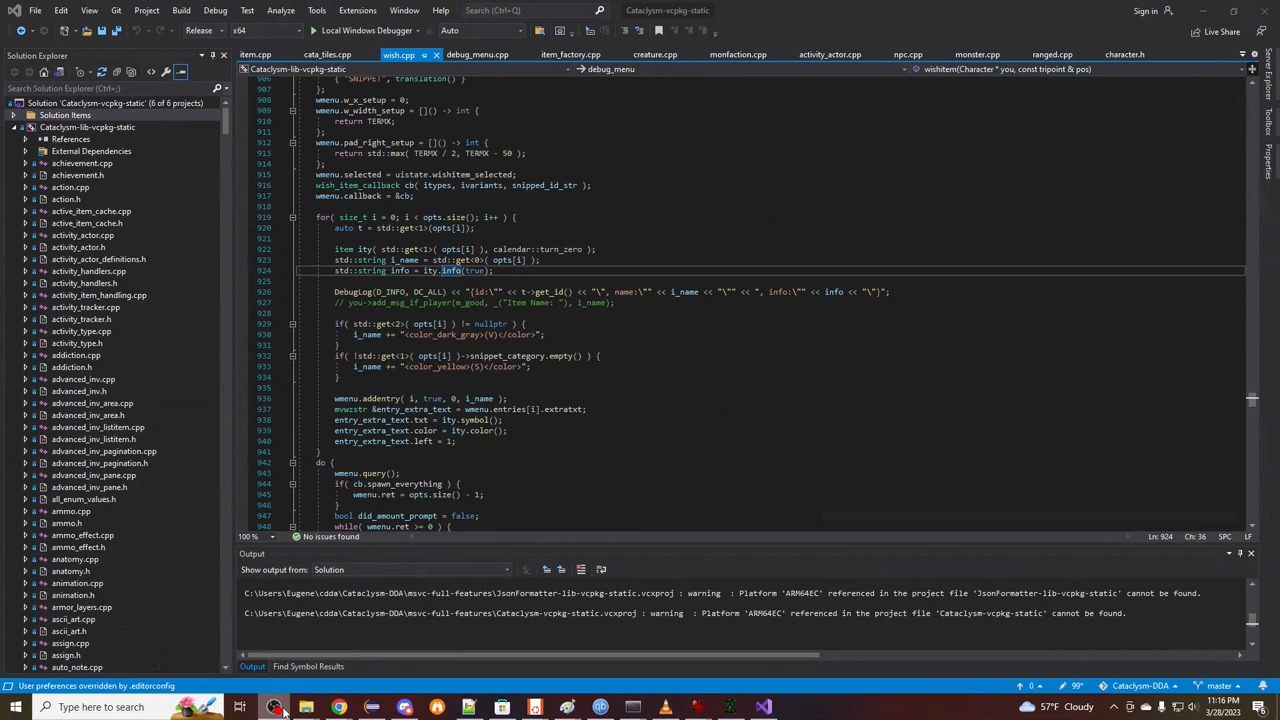 File Edit View Git Project Build Debug Test Analyze Tools Extensions Window Help Search (Ctrl+Q) Cataclysm-vcpkg-static Sign in
Release x64 Local Windows Debugger Auto Live Share
Solution Explorer
item.cpp cata_tiles.cpp wish.cpp debug_menu.cpp item_factory.cpp creature.cpp monfaction.cpp activity_actor.cpp npc.cpp monster.cpp ranged.cpp character.h
Cataclysm-lib-vcpkg-static debug_menu wishitem(Character * you, const tripoint & pos)
Search Solution Explorer (Ctrl+;)
Solution 'Cataclysm-vcpkg-static' (6 of 6 projects)
Solution Items
Cataclysm-lib-vcpkg-static
References
External Dependencies
achievement.cpp
achievement.h
action.cpp
action.h
active_item_cache.cpp
active_item_cache.h
activity_actor.cpp
activity_actor.h
activity_handlers.cpp
activity_handlers.h
activity_item_handling.cpp
activity_tracker.cpp
activity_tracker.h
activity_type.cpp
activity_type.h
addiction.cpp
addiction.h
advanced_inv.cpp
advanced_inv.h
advanced_inv_area.cpp
advanced_inv_area.h
advanced_inv_listitem.cpp
advanced_inv_listitem.h
advanced_inv_pagination.cpp
advanced_inv_pagination.h
advanced_inv_pane.cpp
advanced_inv_pane.h
all_enum_values.h
ammo.cpp
ammo.h
ammo_effect.cpp
ammo_effect.h
anatomy.cpp
anatomy.h
animation.cpp
animation.h
armor_layers.cpp
ascii_art.cpp
ascii_art.h
assign.cpp
assign.h
auto_note.cpp
906 { "SNIPPET", translation() }
907 };
908 wmenu.w_x_setup = 0;
909 wmenu.w_width_setup = []() -> int {
910 return TERMX;
911 };
912 wmenu.pad_right_setup = []() -> int {
913 return std::max( TERMX / 2, TERMX - 50 );
914 };
915 wmenu.selected = uistate.wishitem_selected;
916 wish_item_callback cb( itypes, ivariants, snipped_id_str );
917 wmenu.callback = &cb;
918
919 for( size_t i = 0; i < opts.size(); i++ ) {
920 auto t = std::get<1>(opts[i]);
921
922 item ity( std::get<1>( opts[i] ), calendar::turn_zero );
923 std::string i_name = std::get<0>( opts[i] );
924 std::string info = ity.info(true);
925
926 DebugLog(D_INFO, DC_ALL) << "{id:\"" << t->get_id() << "\", name:\"" << i_name << "\"" << ", info:\"" << info << "\"}";
927 // you->add_msg_if_player(m_good, _("Item Name: "), i_name);
928
929 if( std::get<2>( opts[i] ) != nullptr ) {
930 i_name += "<color_dark_gray>(V)</color>";
931 }
932 if( !std::get<1>( opts[i] )->snippet_category.empty() ) {
933 i_name += "<color_yellow>(S)</color>";
934 }
935
936 wmenu.addentry( i, true, 0, i_name );
937 mvwzstr &entry_extra_text = wmenu.entries[i].extratxt;
938 entry_extra_text.txt = ity.symbol();
939 entry_extra_text.color = ity.color();
940 entry_extra_text.left = 1;
941 }
942 do {
943 wmenu.query();
944 if( cb.spawn_everything ) {
945 wmenu.ret = opts.size() - 1;
946 }
947 bool did_amount_prompt = false;
948 while( wmenu.ret >= 0 ) {
100 % No issues found Ln: 924 Ch: 36 SPC LF
Output
Show output from: Solution
C:\Users\Eugene\cdda\Cataclysm-DDA\msvc-full-features\JsonFormatter-lib-vcpkg-static.vcxproj : warning : Platform 'ARM64EC' referenced in the project file 'JsonFormatter-lib-vcpkg-static' cannot be found.
C:\Users\Eugene\cdda\Cataclysm-DDA\msvc-full-features\Cataclysm-vcpkg-static.vcxproj : warning : Platform 'ARM64EC' referenced in the project file 'Cataclysm-vcpkg-static' cannot be found.
Output Find Symbol Results
Server Explorer
Toolbox
Properties
User preferences overridden by .editorconfig 0 99+ Cataclysm-DDA master
Type here to search 57°F Cloudy 11:16 PM
3/28/2023